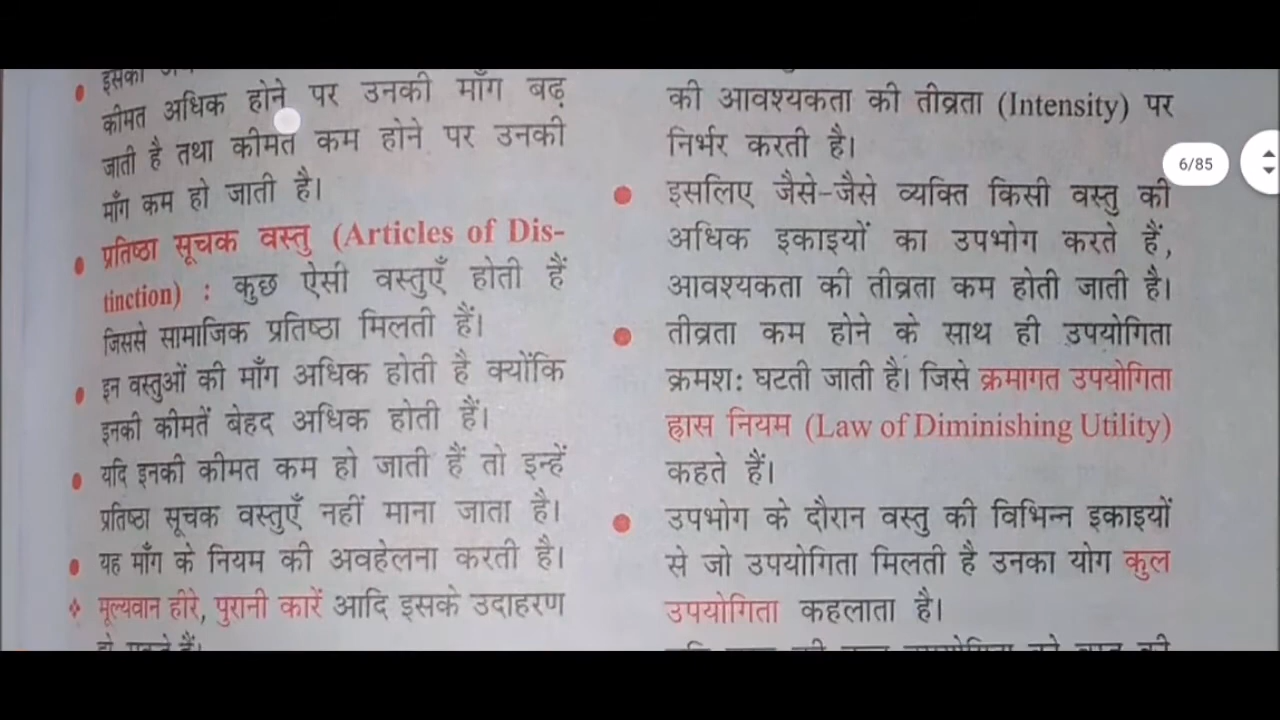 इसका
कीमत अधिक होने पर उनकी माँग बढ़
जाती है तथा कीमत कम होने पर उनकी
माँग कम हो जाती है।
प्रतिष्ठा सूचक वस्तु (Articles of Dis-
tinction) : कुछ ऐसी वस्तुएँ होती हैं
जिससे सामाजिक प्रतिष्ठा मिलती हैं।
इन वस्तुओं की माँग अधिक होती है क्योंकि
इनकी कीमतें बेहद अधिक होती हैं।
यदि इनकी कीमत कम हो जाती हैं तो इन्हें
प्रतिष्ठा सूचक वस्तुएँ नहीं माना जाता है।
यह माँग के नियम की अवहेलना करती है।
मूल्यवान हीरे, पुरानी कारें आदि इसके उदाहरण
की आवश्यकता की तीव्रता (Intensity) पर
निर्भर करती है।
इसलिए जैसे-जैसे व्यक्ति किसी वस्तु की
अधिक इकाइयों का उपभोग करते हैं,
आवश्यकता की तीव्रता कम होती जाती है।
तीव्रता कम होने के साथ ही उपयोगिता
क्रमश: घटती जाती है। जिसे क्रमागत उपयोगिता
ह्रास नियम (Law of Diminishing Utility)
कहते हैं।
उपभोग के दौरान वस्तु की विभिन्न इकाइयों
से जो उपयोगिता मिलती है उनका योग कुल
उपयोगिता कहलाता है।
6/85